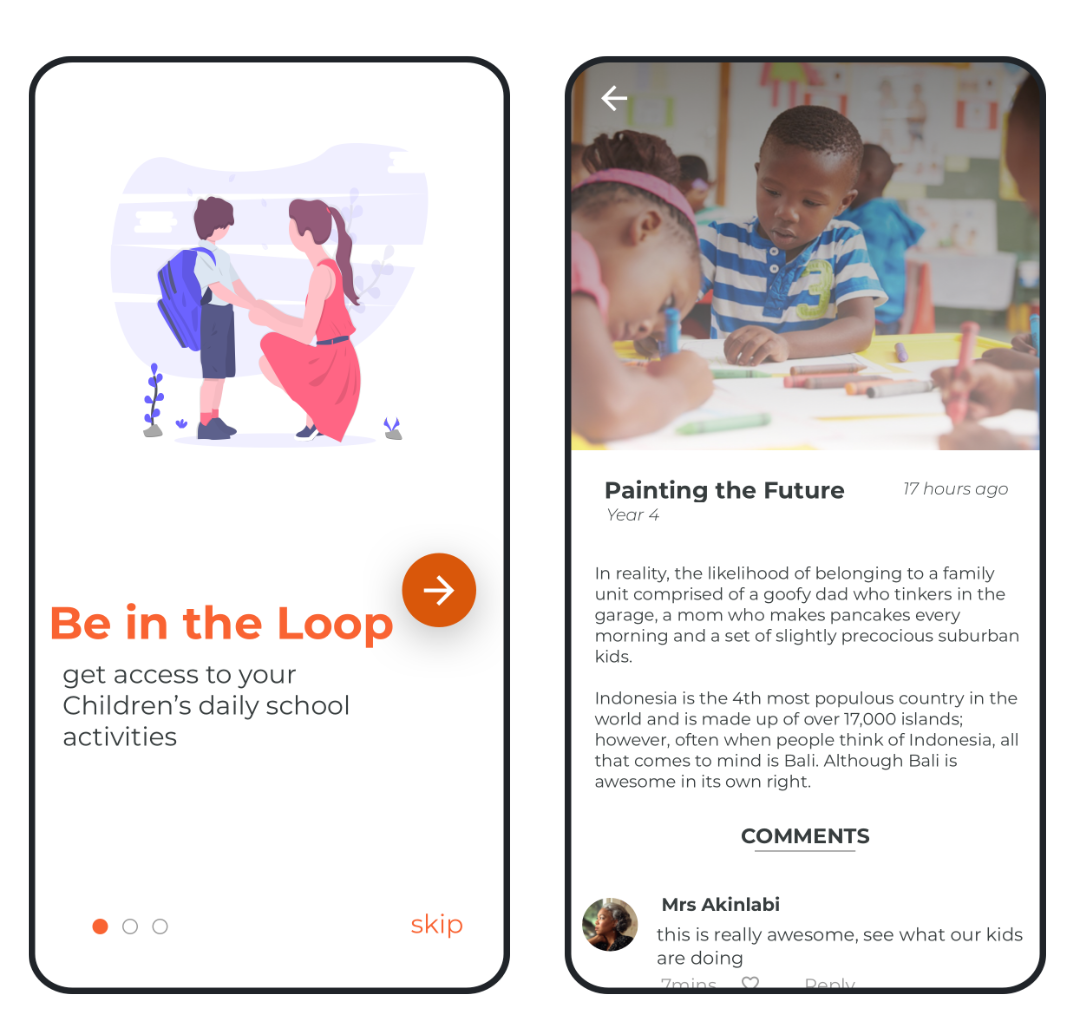 Be in the Loop
get access to your
Children's daily school
activities
skip
Painting the Future
17 hours ago
Year 4
In reality, the likelihood of belonging to a family
unit comprised of a goofy dad who tinkers in the
garage, a mom who makes pancakes every
morning and a set of slightly precocious suburban
kids.
Indonesia is the 4th most populous country in the
world and is made up of over 17,000 islands;
however, often when people think of Indonesia, all
that comes to mind is Bali. Although Bali is
awesome in its own right.
COMMENTS
Mrs Akinlabi
this is really awesome, see what our kids
are doing
7mins
Reply